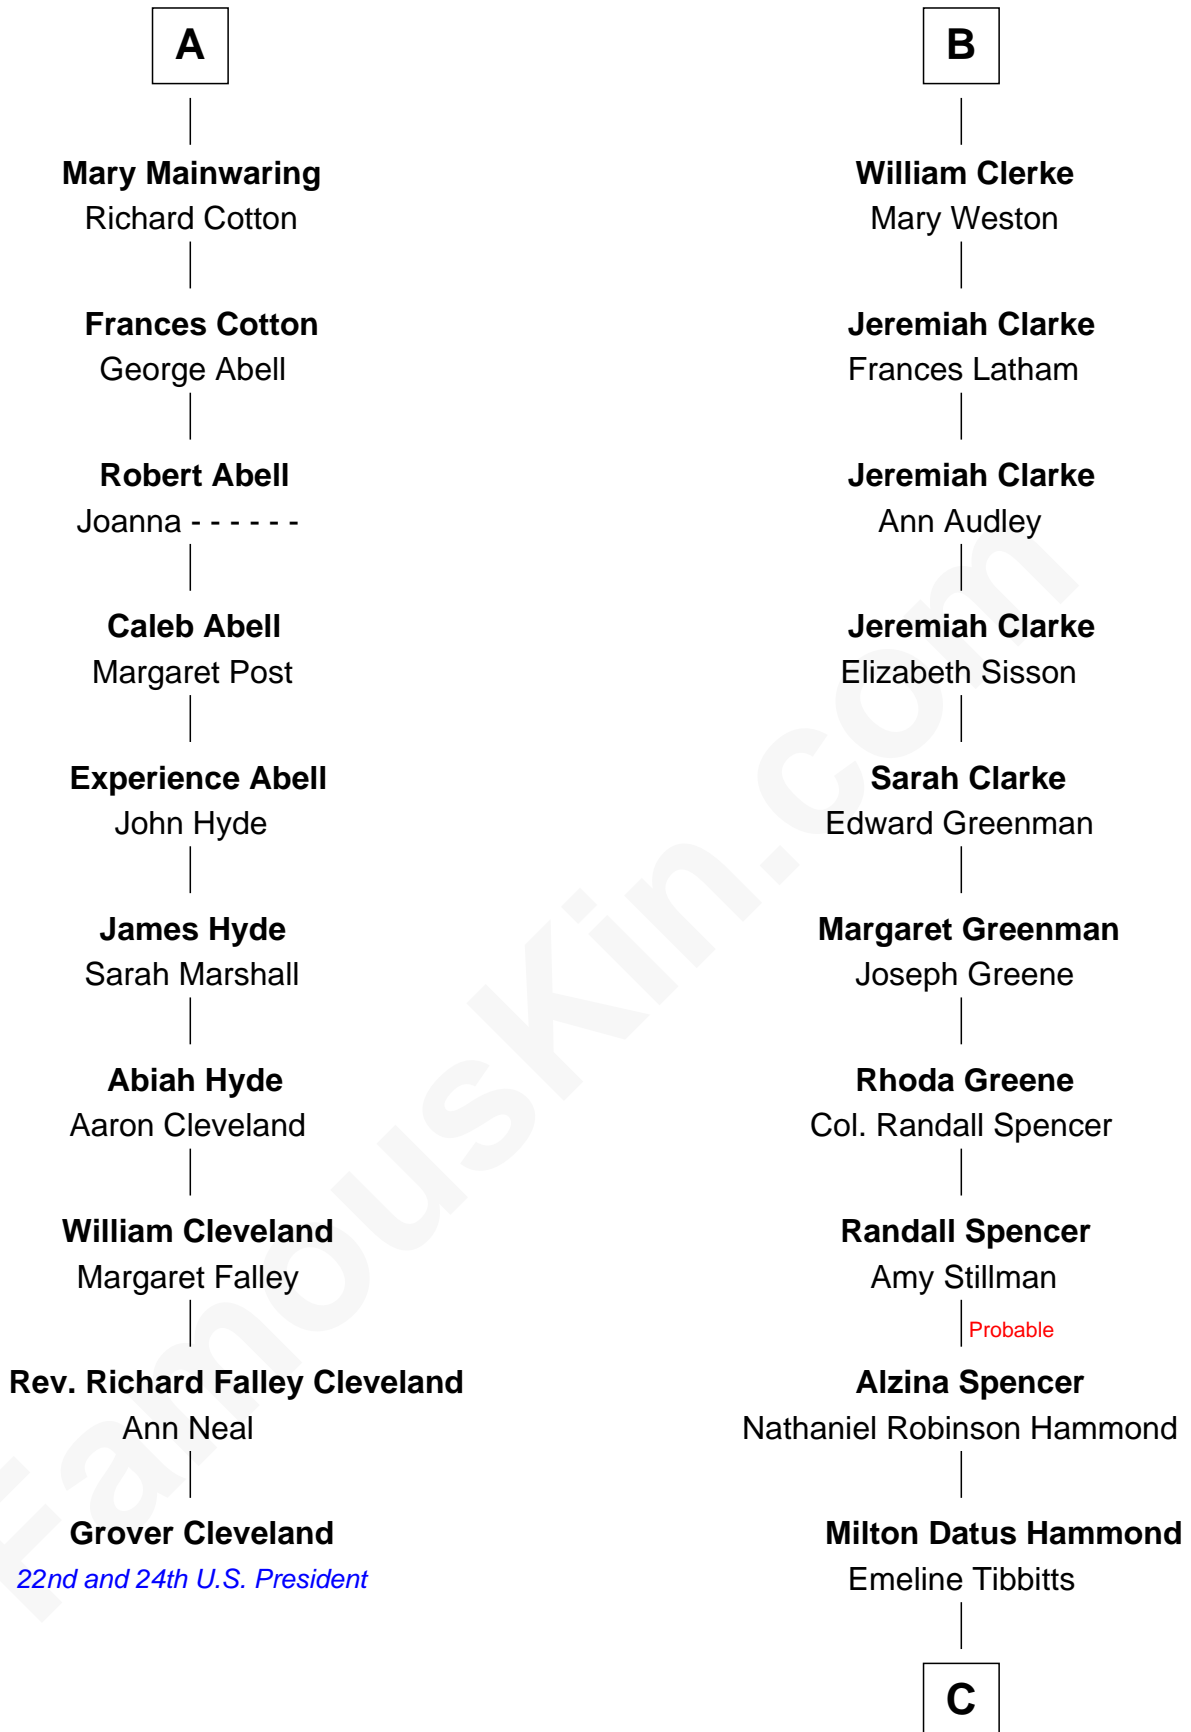 A
Mary Mainwaring
Richard Cotton
Frances Cotton
George Abell
Robert Abell
Joanna - - - - - -
Caleb Abell
Margaret Post
Experience Abell
John Hyde
James Hyde
Sarah Marshall
Abiah Hyde
Aaron Cleveland
William Cleveland
Margaret Falley
Rev. Richard Falley Cleveland
Ann Neal
Grover Cleveland
22nd and 24th U.S. President
B
William Clerke
Mary Weston
Jeremiah Clarke
Frances Latham
Jeremiah Clarke
Ann Audley
Jeremiah Clarke
Elizabeth Sisson
Sarah Clarke
Edward Greenman
Margaret Greenman
Joseph Greene
Rhoda Greene
Col. Randall Spencer
Randall Spencer
Amy Stillman
Probable
Alzina Spencer
Nathaniel Robinson Hammond
Milton Datus Hammond
Emeline Tibbitts
C
FamousKin.com